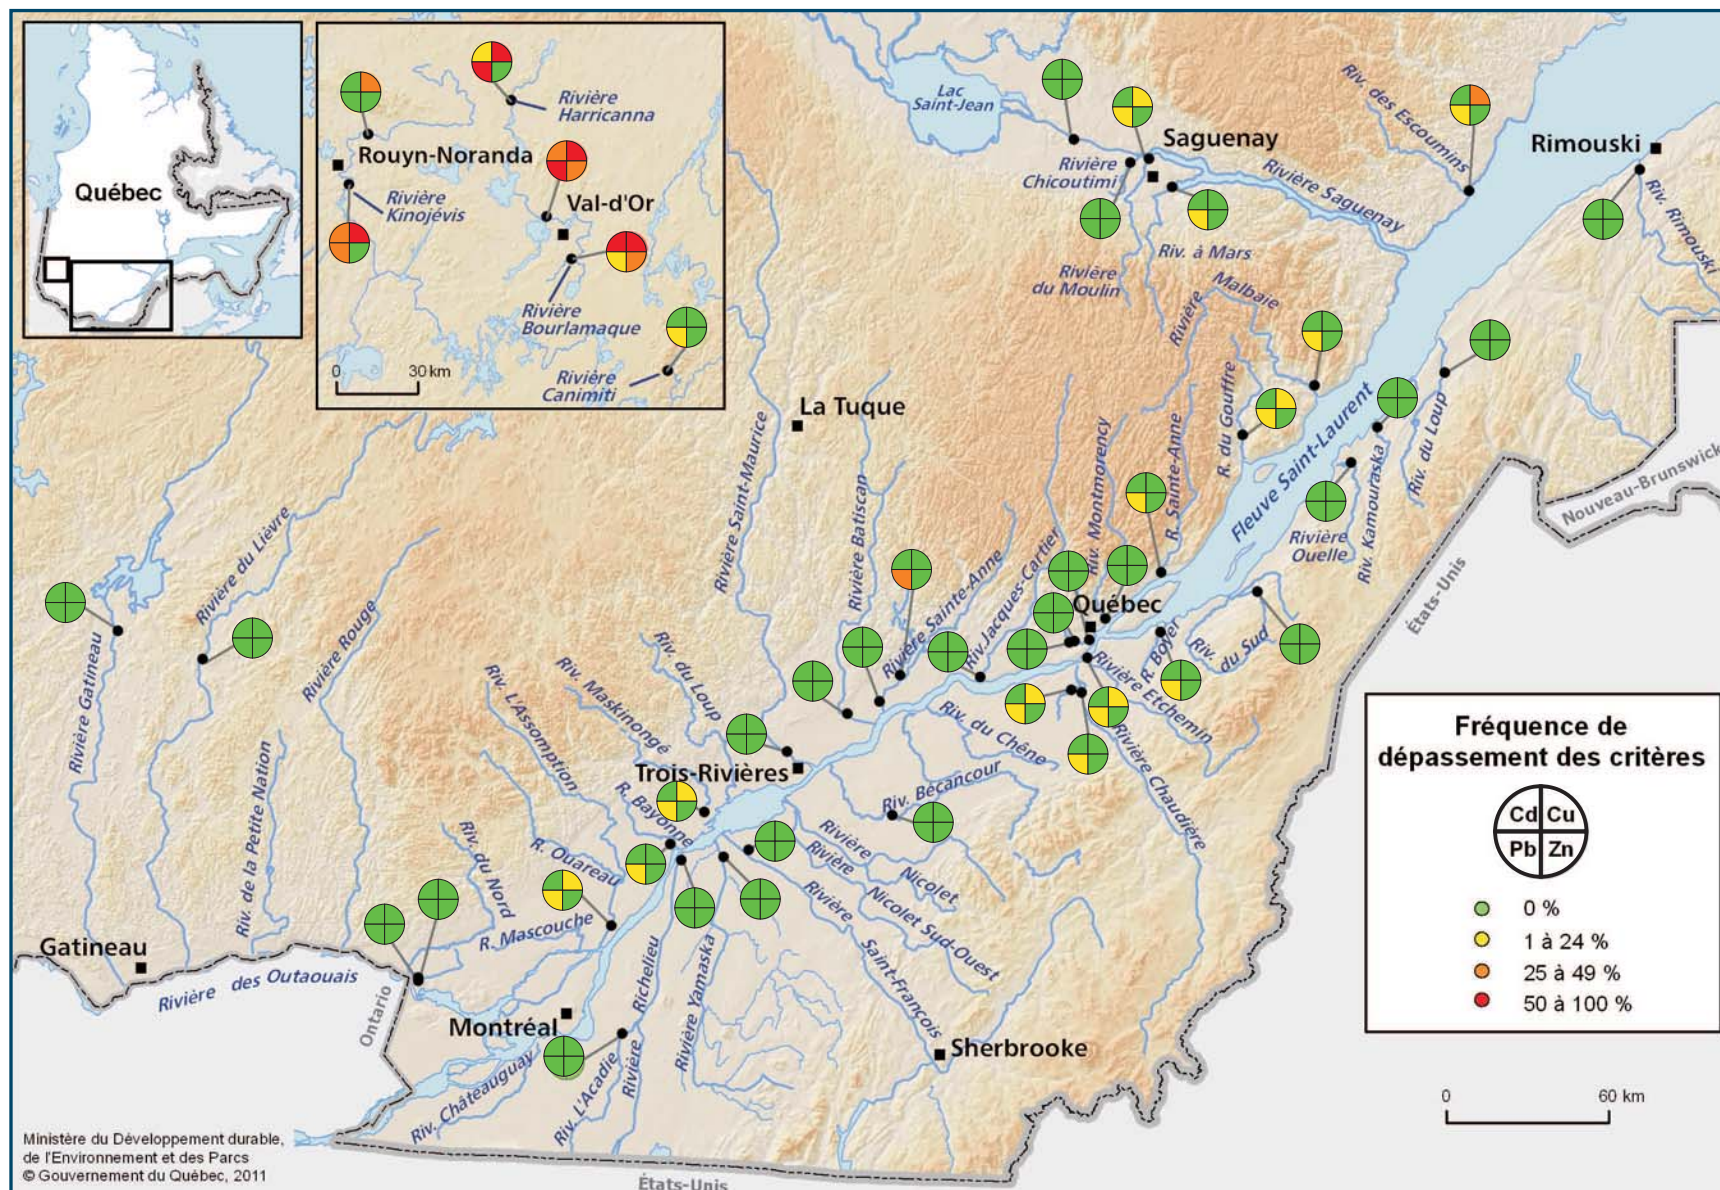 Québec
Rivière
Harricanna
Rouyn-Noranda
Rivière
Kinojévis
Val-d'Or
Rivière
Bourlamaque
Rivière
Canimiti
0 30 km
Lac
Saint-Jean
Saguenay
Rivière
Chicoutimi
Rivière Saguenay
Riv. des Escoumins
Rimouski
Riv. Rimouski
Riv. à Mars
Rivière
du Moulin
Rivière Malbaie
R. du Gouffre
La Tuque
Rivière Saint-Maurice
Rivière Batiscan
Rivière Sainte-Anne
Riv. Jacques-Cartier
Riv. Montmorency
R. Sainte-Anne
Fleuve Saint-Laurent
Riv. du Loup
Riv. Kamouraska
Rivière
Ouelle
Nouveau-Brunswick
États-Unis
Québec
R. Boyer
Riv. du Sud
Rivière Etchemin
Rivière Chaudière
Riv. du Chêne
Riv. Bécancour
Rivière Gatineau
Rivière du Lièvre
Rivière Rouge
Riv. de la Petite Nation
Riv. L'Assomption
Riv. Maskinongé
Riv. du Loup
Trois-Rivières
R. Bayonne
R. Ouareau
Riv. du Nord
R. Mascouche
Rivière Nicolet
Rivière Nicolet Sud-Ouest
Rivière Saint-François
Gatineau
Rivière des Outaouais
Ontario
Montréal
Riv. Châteauguay
Riv. L'Acadie
Rivière Richelieu
Rivière Yamaska
Sherbrooke
États-Unis
Fréquence de
dépassement des critères
Cd Cu
Pb Zn
0 %
1 à 24 %
25 à 49 %
50 à 100 %
0 60 km
Ministère du Développement durable,
de l'Environnement et des Parcs
© Gouvernement du Québec, 2011